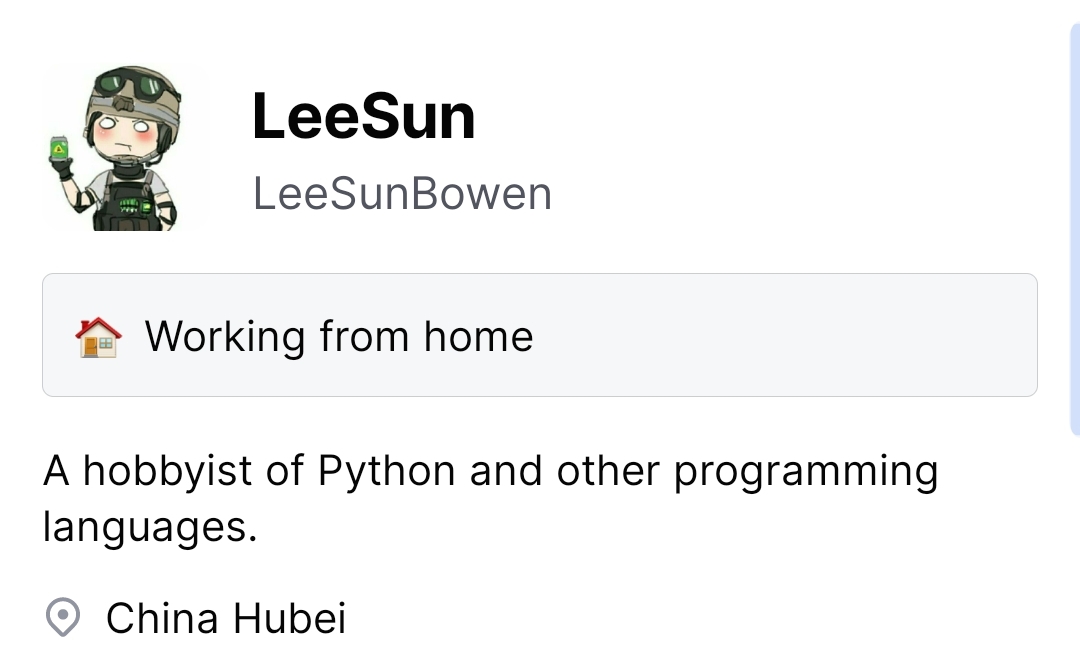 LeeSun
LeeSunBowen
Working from home
A hobbyist of Python and other programming
languages.
China Hubei